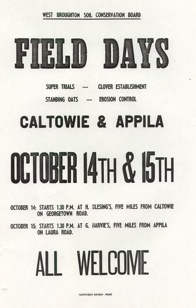 WEST BROUGHTON SOIL CONSERVATION BOARD
FIELD DAYS
SUPER TRIALS — CLOVER ESTABLISHMENT
STANDING OATS — EROSION CONTROL
CALTOWIE & APPILA
OCTOBER 14TH & 15TH
OCTOBER 14: STARTS 1.30 P.M. AT H. DLESING'S, FIVE MILES FROM CALTOWIE
ON GEORGETOWN ROAD.
OCTOBER 15: STARTS 1.30 P.M. AT G. HARVIE'S, FIVE MILES FROM APPILA
ON LAURA ROAD.
ALL WELCOME